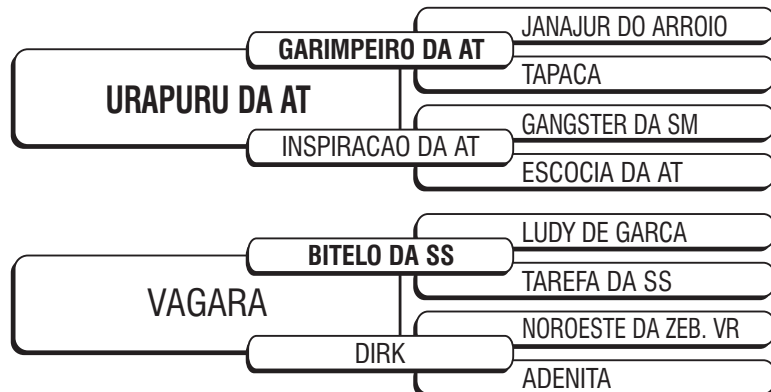 JANAJUR DO ARROIO
GARIMPEIRO DA AT
TAPACA
URAPURU DA AT
GANGSTER DA SM
INSPIRACAO DA AT
ESCOCIA DA AT
LUDY DE GARCA
BITELO DA SS
TAREFA DA SS
VAGARA
NOROESTE DA ZEB. VR
DIRK
ADENITA